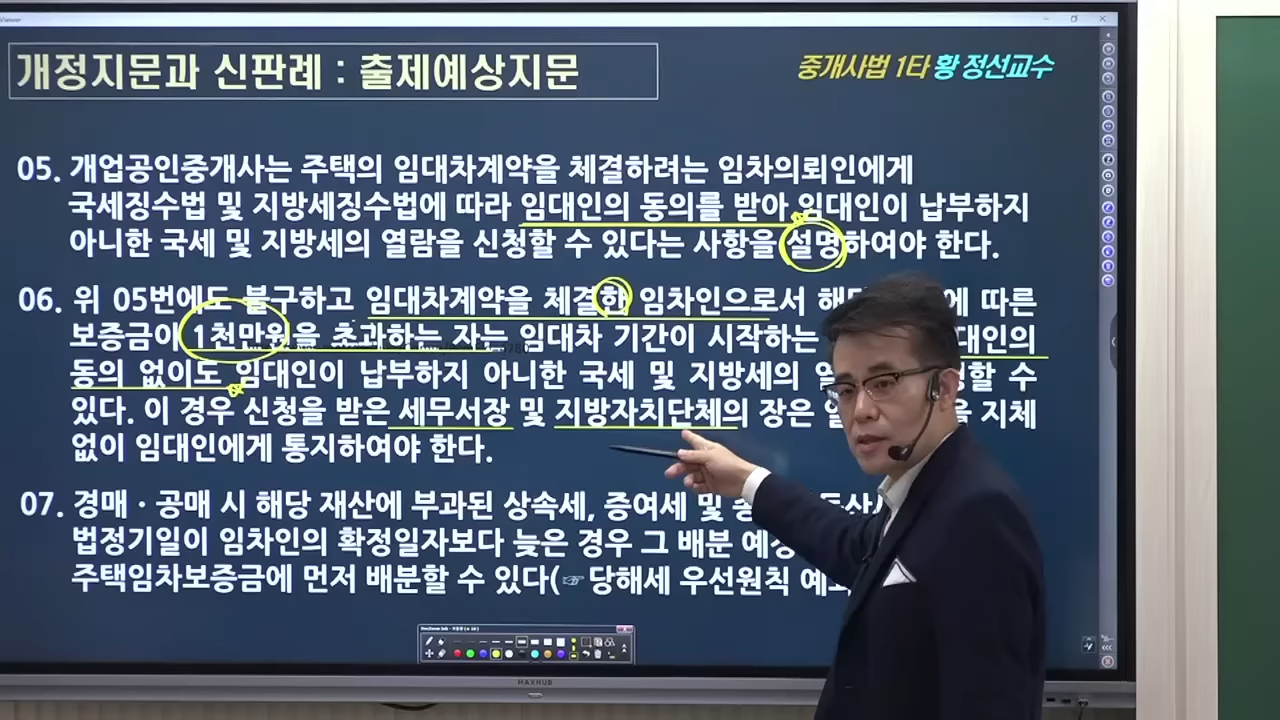 개정지문과 신판례 : 출제예상지문
중개사법 1타 황 정선교수
05. 개업공인중개사는 주택의 임대차계약을 체결하려는 임차의뢰인에게
국세징수법 및 지방세징수법에 따라 임대인의 동의를 받아 임대인이 납부하지
아니한 국세 및 지방세의 열람을 신청할 수 있다는 사항을 설명하여야 한다.
06. 위 05번에도 불구하고 임대차계약을 체결한 임차인으로서 해당 에 따른
보증금이 1천만원을 초과하는 자는 임대차 기간이 시작하는 대인의
동의 없이도 임대인이 납부하지 아니한 국세 및 지방세의 할 수
있다. 이 경우 신청을 받은 세무서장 및 지방자치단체의 장은 을 지체
없이 임대인에게 통지하여야 한다.
07. 경매 · 공매 시 해당 재산에 부과된 상속세, 증여세 및
법정기일이 임차인의 확정일자보다 늦은 경우 그 배분
주택임차보증금에 먼저 배분할 수 있다(☞당해세 우선원칙
MAXHUB